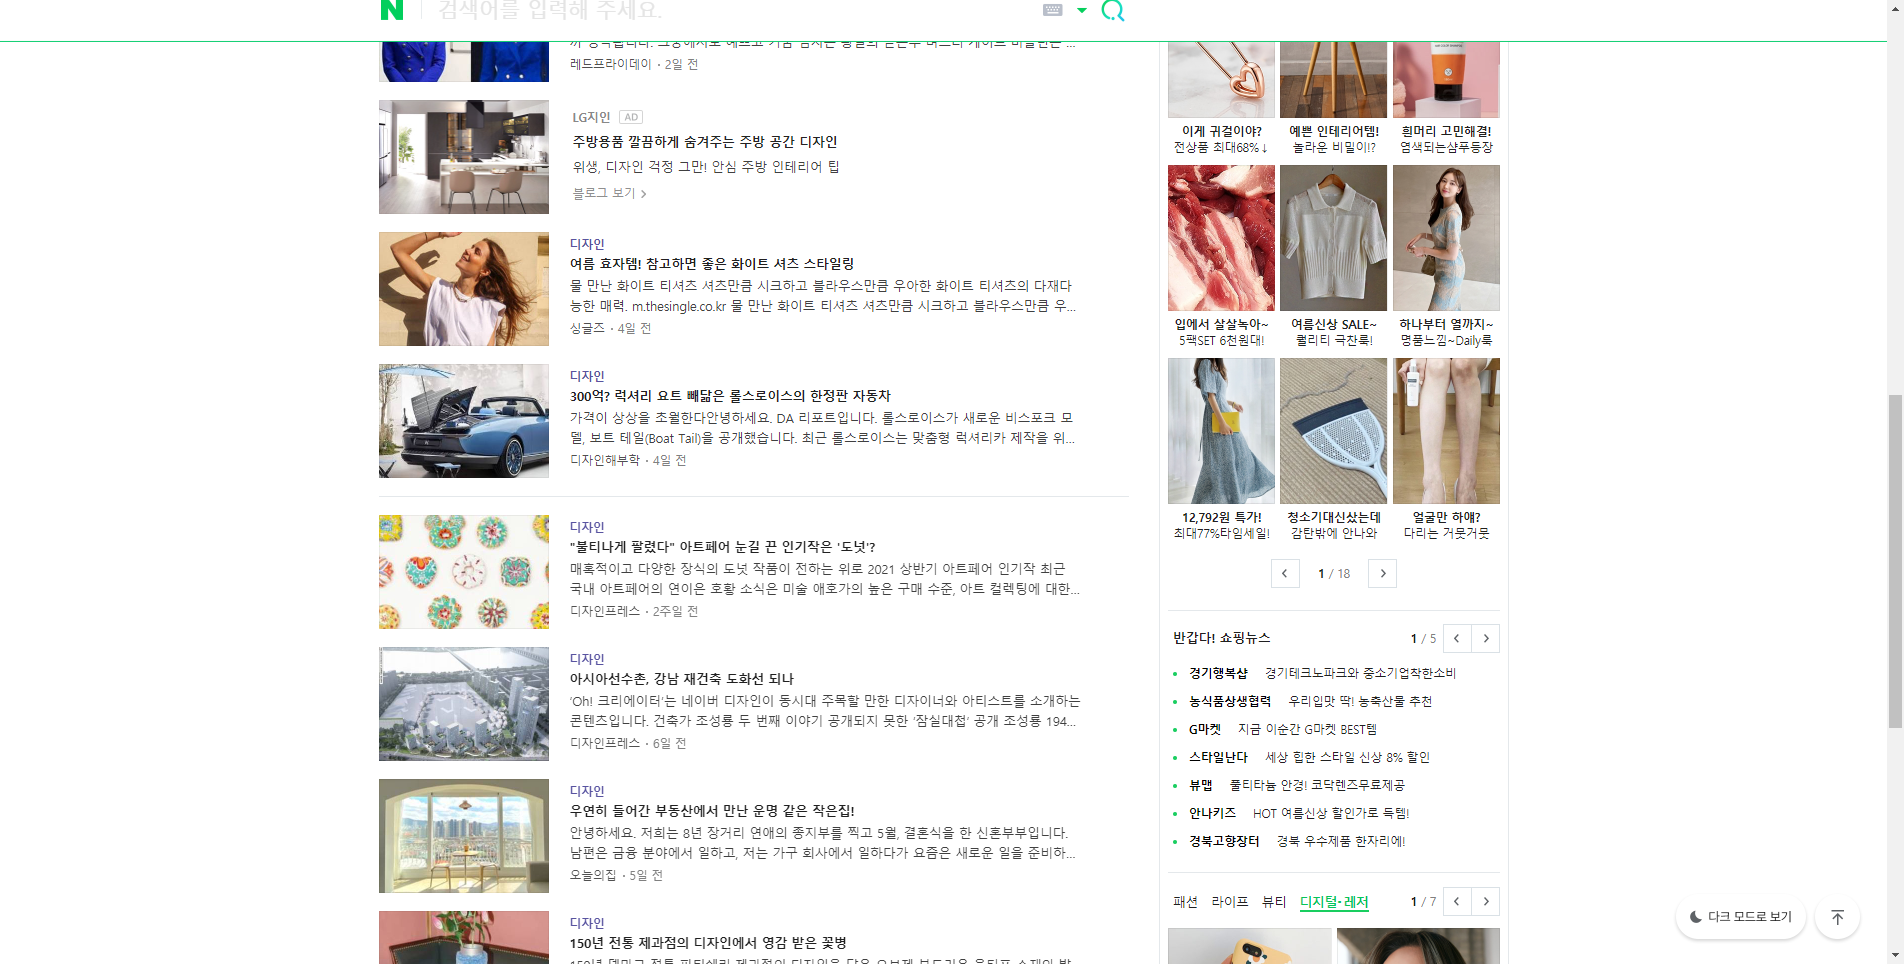 N
검색어를 입력해 주세요.
레드프라이데이 · 2일 전
LG지인 AD
주방용품 깔끔하게 숨겨주는 주방 공간 디자인
위생, 디자인 걱정 그만! 안심 주방 인테리어 팁
블로그 보기 >
디자인
여름 효자템! 참고하면 좋은 화이트 셔츠 스타일링
물 만난 화이트 티셔츠 셔츠만큼 시크하고 블라우스만큼 우아한 화이트 티셔츠의 다재다
능한 매력. m.thesingle.co.kr 물 만난 화이트 티셔츠 셔츠만큼 시크하고 블라우스만큼 우...
싱글즈 · 4일 전
디자인
300억? 럭셔리 요트 빼닮은 롤스로이스의 한정판 자동차
가격이 상상을 초월한다안녕하세요. DA 리포트입니다. 롤스로이스가 새로운 비스포크 모
델, 보트 테일(Boat Tail)을 공개했습니다. 최근 롤스로이스는 맞춤형 럭셔리카 제작을 위...
디자인해부학 · 4일 전
디자인
"불티나게 팔렸다" 아트페어 눈길 끈 인기작은 '도넛'?
매혹적이고 다양한 장식의 도넛 작품이 전하는 위로 2021 상반기 아트페어 인기작 최근
국내 아트페어의 연이은 호황 소식은 미술 애호가의 높은 구매 수준, 아트 컬렉팅에 대한...
디자인프레스 · 2주일 전
디자인
아시아선수촌, 강남 재건축 도화선 되나
'Oh! 크리에이터'는 네이버 디자인이 동시대 주목할 만한 디자이너와 아티스트를 소개하는
콘텐츠입니다. 건축가 조성룡 두 번째 이야기 공개되지 못한 '잠실대첩' 공개 조성룡 194...
디자인프레스 · 6일 전
디자인
우연히 들어간 부동산에서 만난 운명 같은 작은집!
안녕하세요. 저희는 8년 장거리 연애의 종지부를 찍고 5월, 결혼식을 한 신혼부부입니다.
남편은 금융 분야에서 일하고, 저는 가구 회사에서 일하다가 요즘은 새로운 일을 준비하...
오늘의집 · 5일 전
디자인
150년 전통 제과점의 디자인에서 영감 받은 꽃병
이게 귀걸이야?
전상품 최대68%↓
예쁜 인테리어템!
놀라운 비밀이!?
흰머리 고민해결!
염색되는샴푸등장
입에서 살살녹아~
5팩SET 6천원대!
여름신상 SALE~
퀄리티 극찬룩!
하나부터 열까지~
명품느낌~Daily룩
12,792원 특가!
최대77%타임세일!
청소기대신샀는데
감탄밖에 안나와
얼굴만 하얘?
다리는 거뭇거뭇
< 1 / 18 >
반갑다! 쇼핑뉴스 1 / 5 < >
경기행복샵 경기테크노파크와 중소기업착한소비
농식품상생협력 우리입맛 딱! 농축산물 추천
G마켓 지금 이순간 G마켓 BEST템
스타일난다 세상 힙한 스타일 신상 8% 할인
뷰맵 풀티타늄 안경! 코닥렌즈무료제공
안나키즈 HOT 여름신상 할인가로 득템!
경북고향장터 경북 우수제품 한자리에!
패션 라이프 뷰티 디지털·레저 1 / 7 < >
다크 모드로 보기